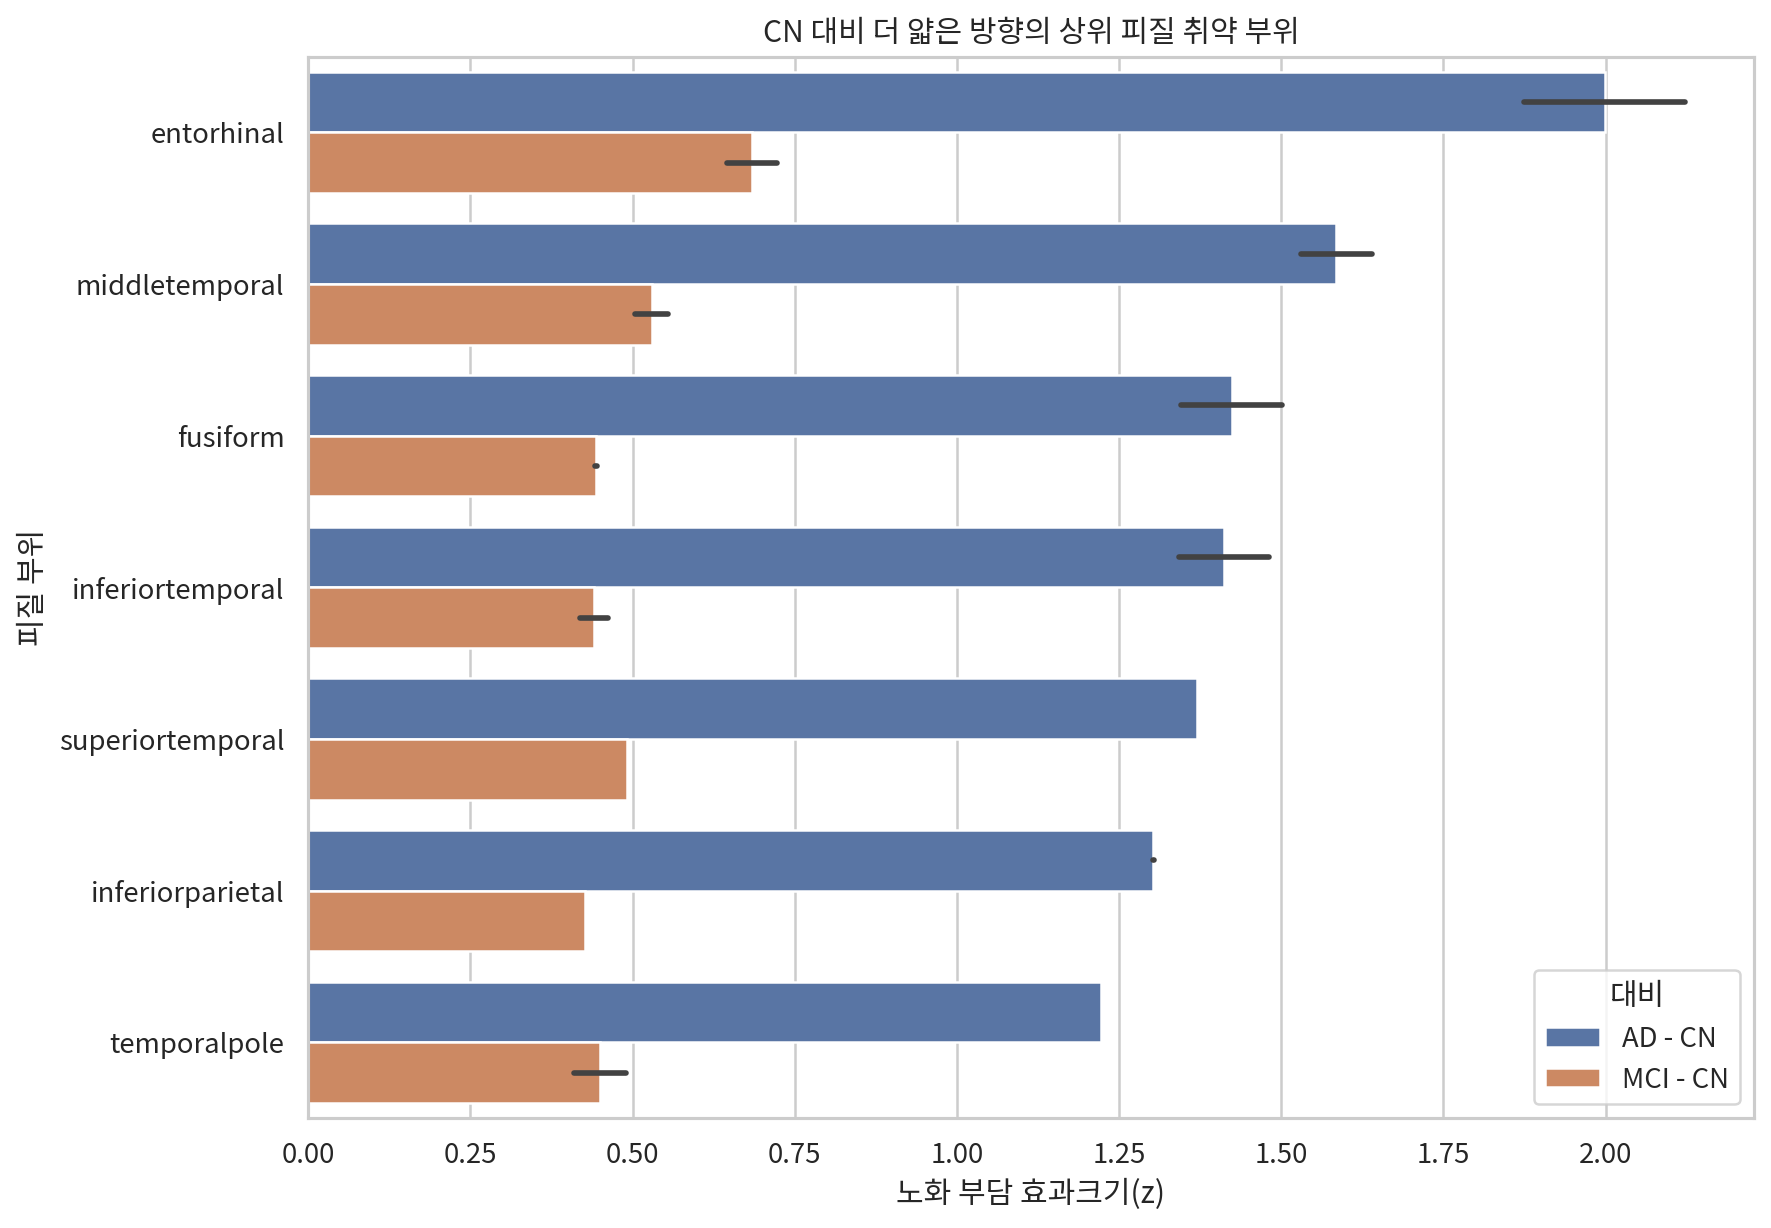 CN 대비 더 얇은 방향의 상위 피질 취약 부위
피질 부위
entorhinal
middletemporal
fusiform
inferiortemporal
superiortemporal
inferiorparietal
temporalpole
대비
AD - CN
MCI - CN
0.00 0.25 0.50 0.75 1.00 1.25 1.50 1.75 2.00
노화 부담 효과크기(z)